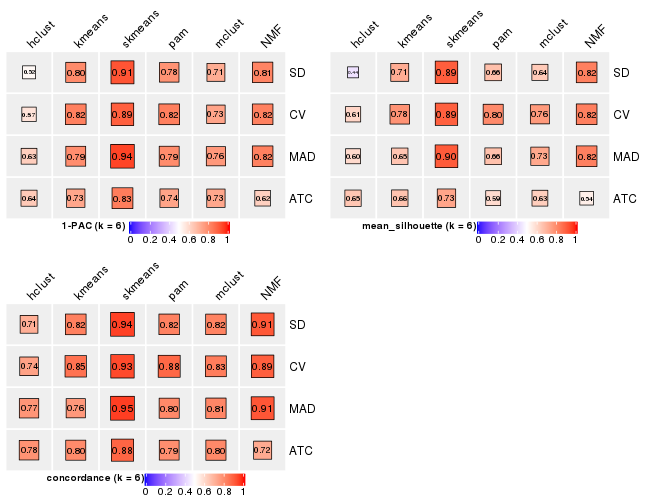 hclust kmeans skmeans pam mclust NMF
0.52 0.80 0.91 0.78 0.71 0.81 SD
0.57 0.82 0.89 0.82 0.73 0.82 CV
0.63 0.79 0.94 0.79 0.76 0.82 MAD
0.64 0.73 0.83 0.74 0.73 0.62 ATC
1-PAC (k = 6)
0 0.2 0.4 0.6 0.8 1
hclust kmeans skmeans pam mclust NMF
0.44 0.71 0.89 0.66 0.64 0.82 SD
0.61 0.78 0.89 0.80 0.76 0.82 CV
0.60 0.65 0.90 0.66 0.73 0.82 MAD
0.65 0.66 0.73 0.59 0.63 0.54 ATC
mean_silhouette (k = 6)
0 0.2 0.4 0.6 0.8 1
hclust kmeans skmeans pam mclust NMF
0.71 0.82 0.94 0.82 0.82 0.91 SD
0.74 0.85 0.93 0.88 0.83 0.89 CV
0.77 0.76 0.95 0.80 0.81 0.91 MAD
0.78 0.80 0.88 0.79 0.80 0.72 ATC
concordance (k = 6)
0 0.2 0.4 0.6 0.8 1